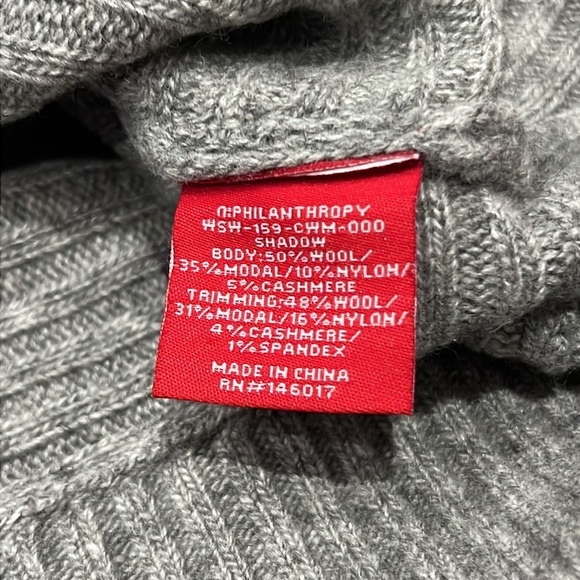 n:PHILANTHROPY
WSW-159-CWM-000
SHADOW
BODY:50%WOOL/
35%MODAL/10%NYLON/
5%CASHMERE
TRIMMING:48%WOOL/
31%MODAL/16%NYLON/
4%CASHMERE/
1%SPANDEX
MADE IN CHINA
RN#146017